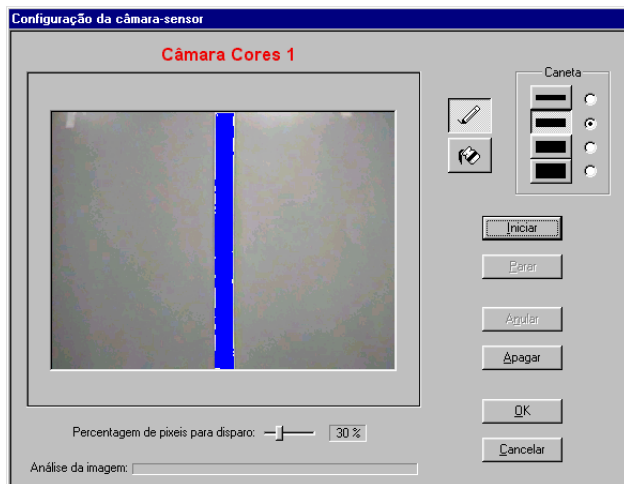 Configuração da câmara-sensor
Câmara Cores 1
Caneta
Iniciar
Parar
Anular
Apagar
OK
Cancelar
Percentagem de pixeis para disparo:
30 %
Análise da imagem: